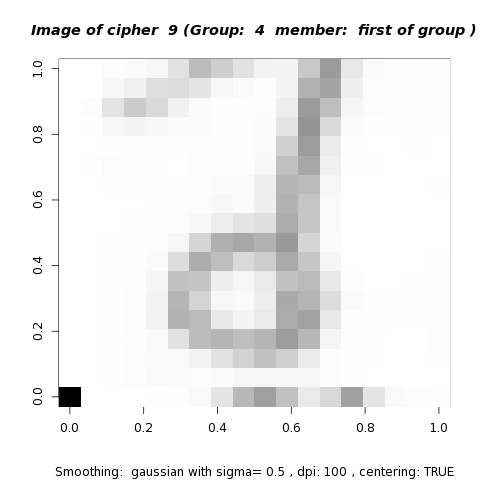 Image of cipher 9 (Group: 4 member: first of group )
1.0
0.8
0.6
0.4
0.2
0.0
0.0 0.2 0.4 0.6 0.8 1.0
Smoothing: gaussian with sigma= 0.5 , dpi: 100 , centering: TRUE